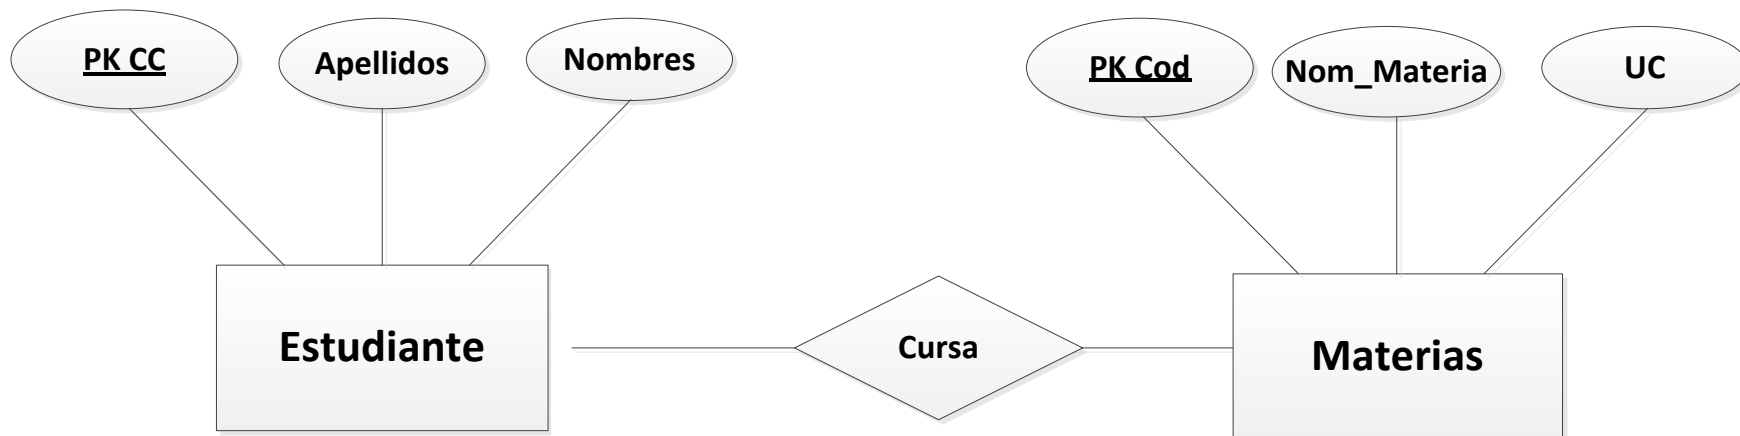 PK CC
Apellidos
Nombres
PK Cod
Nom_Materia
UC
Estudiante
Cursa
Materias